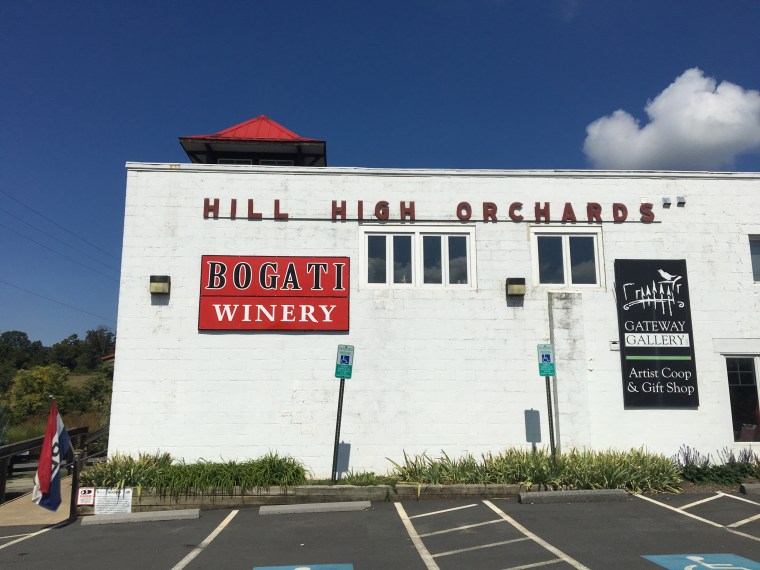 HILL HIGH ORCHARDS
BOGATI
WINERY
GATEWAY
GALLERY
Artist Coop
& Gift Shop